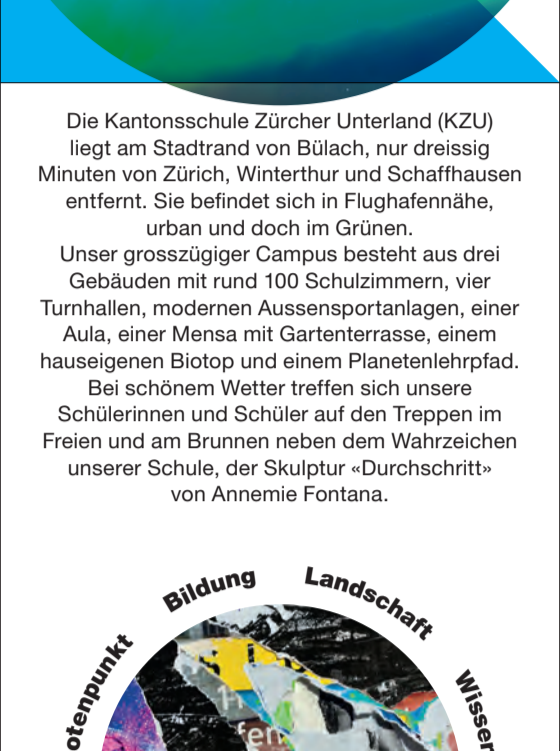 Die Kantonsschule Zürcher Unterland (KZU)
liegt am Stadtrand von Bülach, nur dreissig
Minuten von Zürich, Winterthur und Schaffhausen
entfernt. Sie befindet sich in Flughafennähe,
urban und doch im Grünen.
Unser grosszügiger Campus besteht aus drei
Gebäuden mit rund 100 Schulzimmern, vier
Turnhallen, modernen Aussensportanlagen, einer
Aula, einer Mensa mit Gartenterrasse, einem
hauseigenen Biotop und einem Planetenlehrpfad.
Bei schönem Wetter treffen sich unsere
Schülerinnen und Schüler auf den Treppen im
Freien und am Brunnen neben dem Wahrzeichen
unserer Schule, der Skulptur «Durchschritt»
von Annemie Fontana.
otenpunkt
Bildung
Landschaft
Wissen